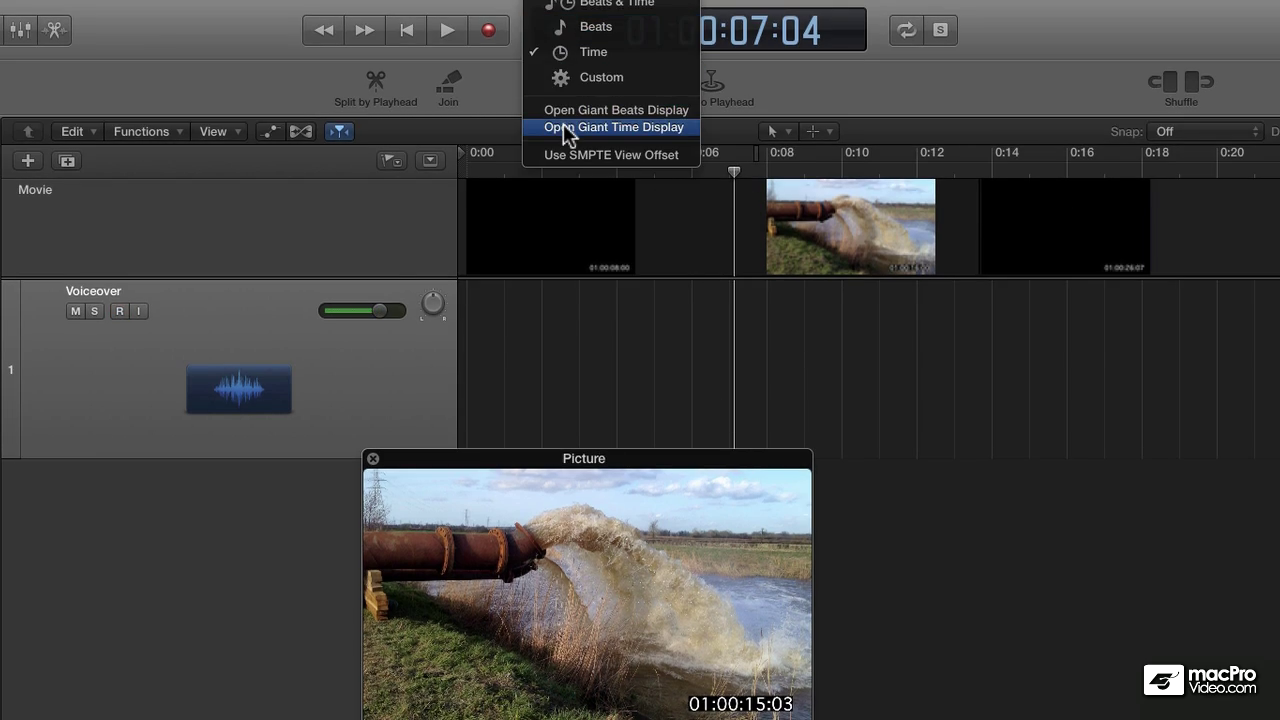 Beats & Time
Beats
01:00:07:04
✓ Time
Custom
Split by Playhead
Join
Open Giant Beats Display
o Playhead
Shuffle
Open Giant Time Display
Edit
Functions
View
Snap: Off
D
Use SMPTE View Offset
0:00
:06
0:08
0:10
0:12
0:14
0:16
0:18
0:20
Movie
01:00:08:00
01:00:26:07
Voiceover
M S R I
L R
1
Picture
01:00:15:03
macPro
Video.com